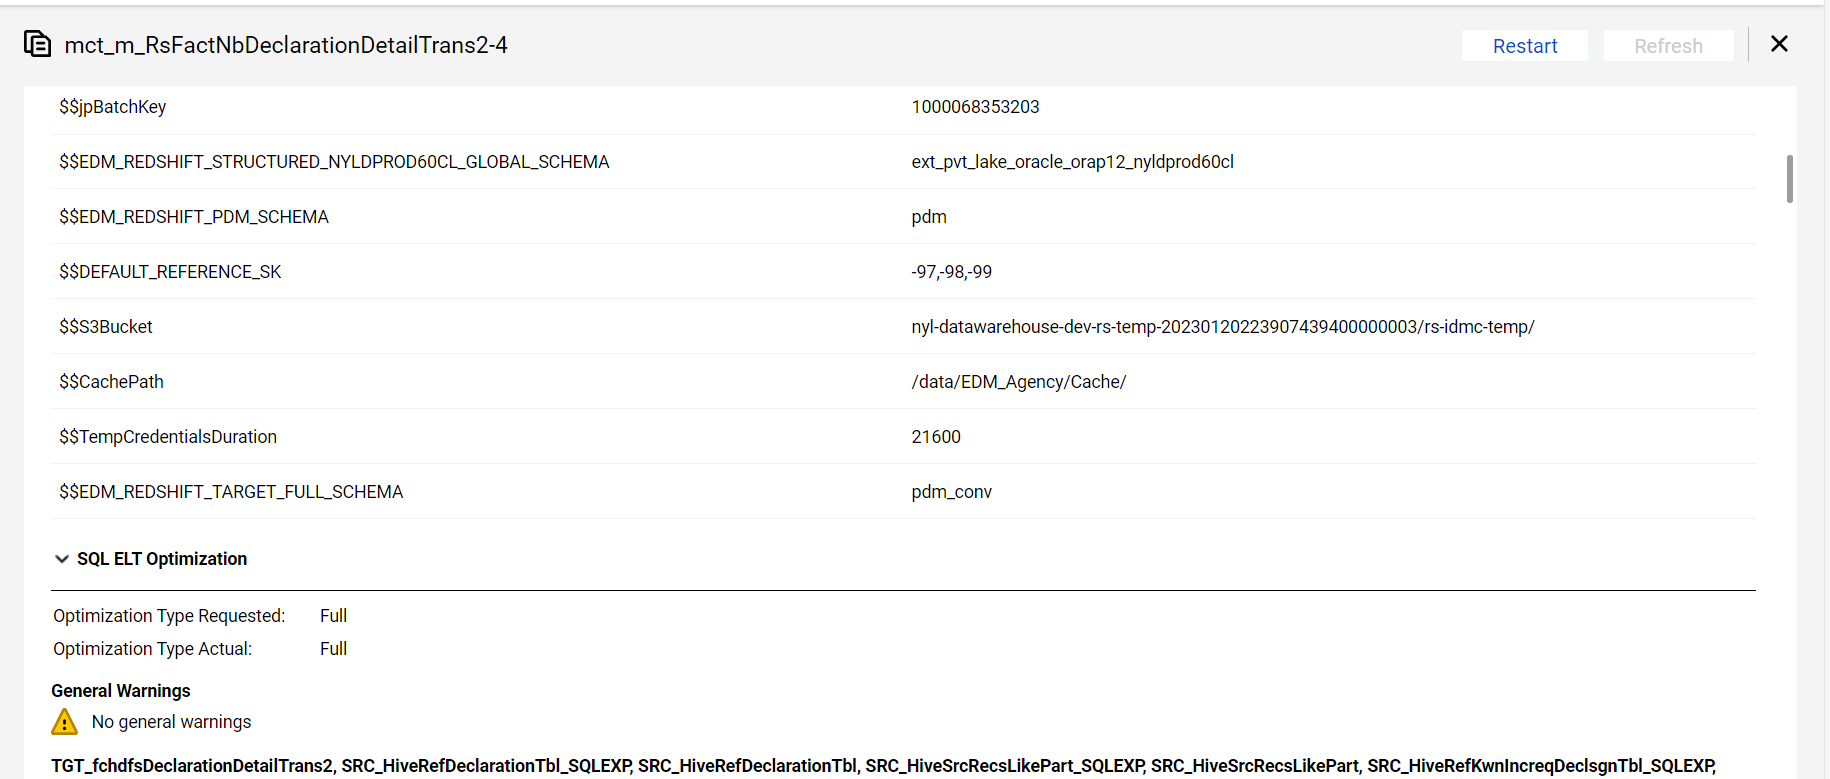 mct_m_RsFactNbDeclarationDetailTrans2-4
Restart
Refresh
$$jpBatchKey 1000068353203
$$EDM_REDSHIFT_STRUCTURED_NYLDPROD60CL_GLOBAL_SCHEMA ext_pvt_lake_oracle_orap12_nyldprod60cl
$$EDM_REDSHIFT_PDM_SCHEMA pdm
$$DEFAULT_REFERENCE_SK -97,-98,-99
$$S3Bucket nyl-datawarehouse-dev-rs-temp-20230120223907439400000003/rs-idmc-temp/
$$CachePath /data/EDM_Agency/Cache/
$$TempCredentialsDuration 21600
$$EDM_REDSHIFT_TARGET_FULL_SCHEMA pdm_conv
SQL ELT Optimization
Optimization Type Requested: Full
Optimization Type Actual: Full
General Warnings
No general warnings
TGT_fchdfsDeclarationDetailTrans2, SRC_HiveRefDeclarationTbl_SQLEXP, SRC_HiveRefDeclarationTbl, SRC_HiveSrcRecsLikePart_SQLEXP, SRC_HiveSrcRecsLikePart, SRC_HiveRefKwnIncreqDeclsgnTbl_SQLEXP,